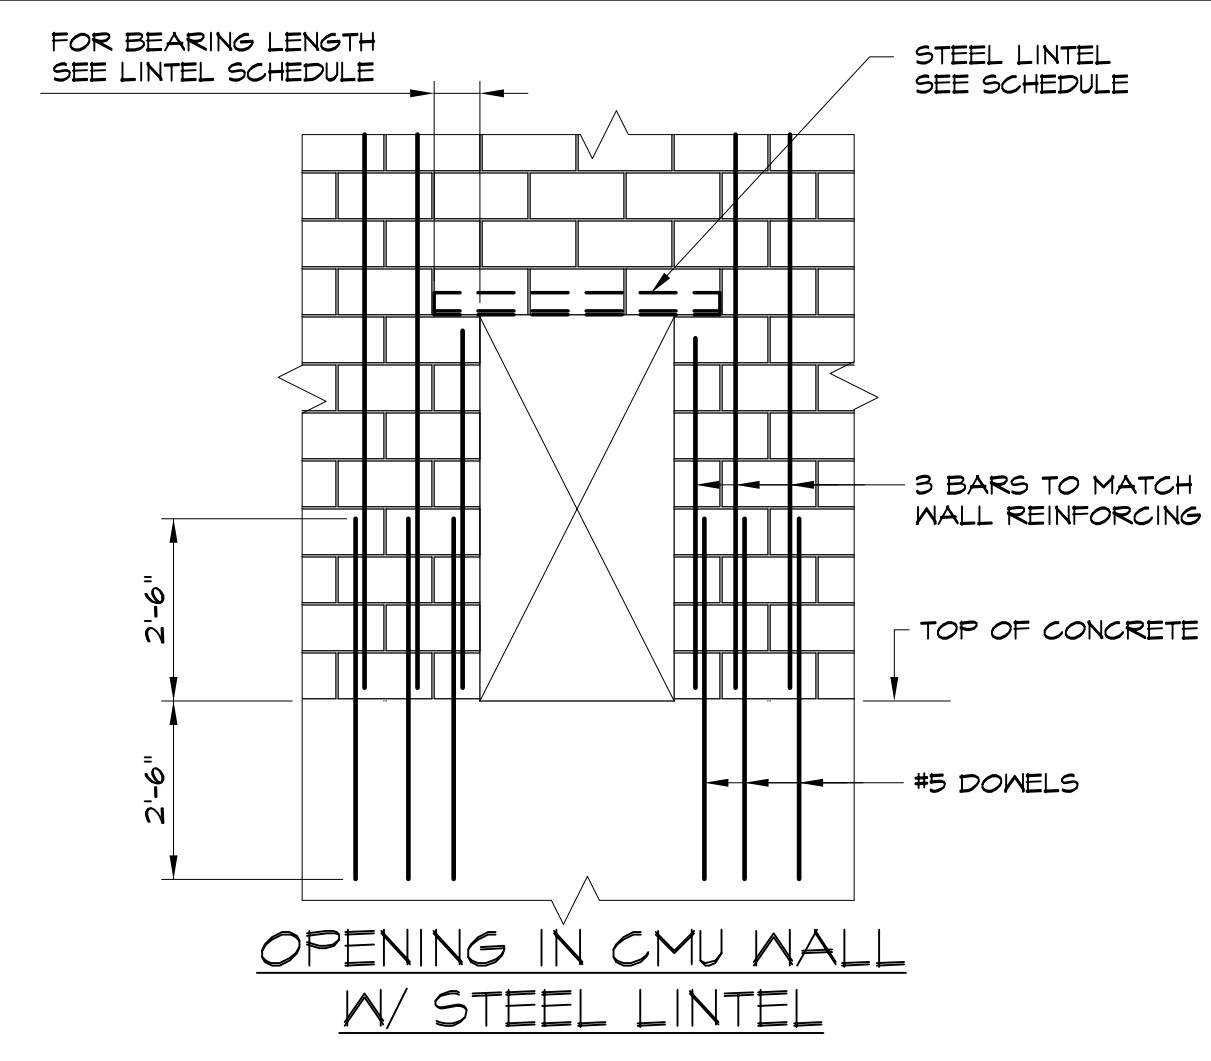 FOR BEARING LENGTH
SEE LINTEL SCHEDULE
STEEL LINTEL
SEE SCHEDULE
3 BARS TO MATCH
WALL REINFORCING
2'-6"
TOP OF CONCRETE
2'-6"
#5 DOWELS
OPENING IN CMU WALL
W/ STEEL LINTEL